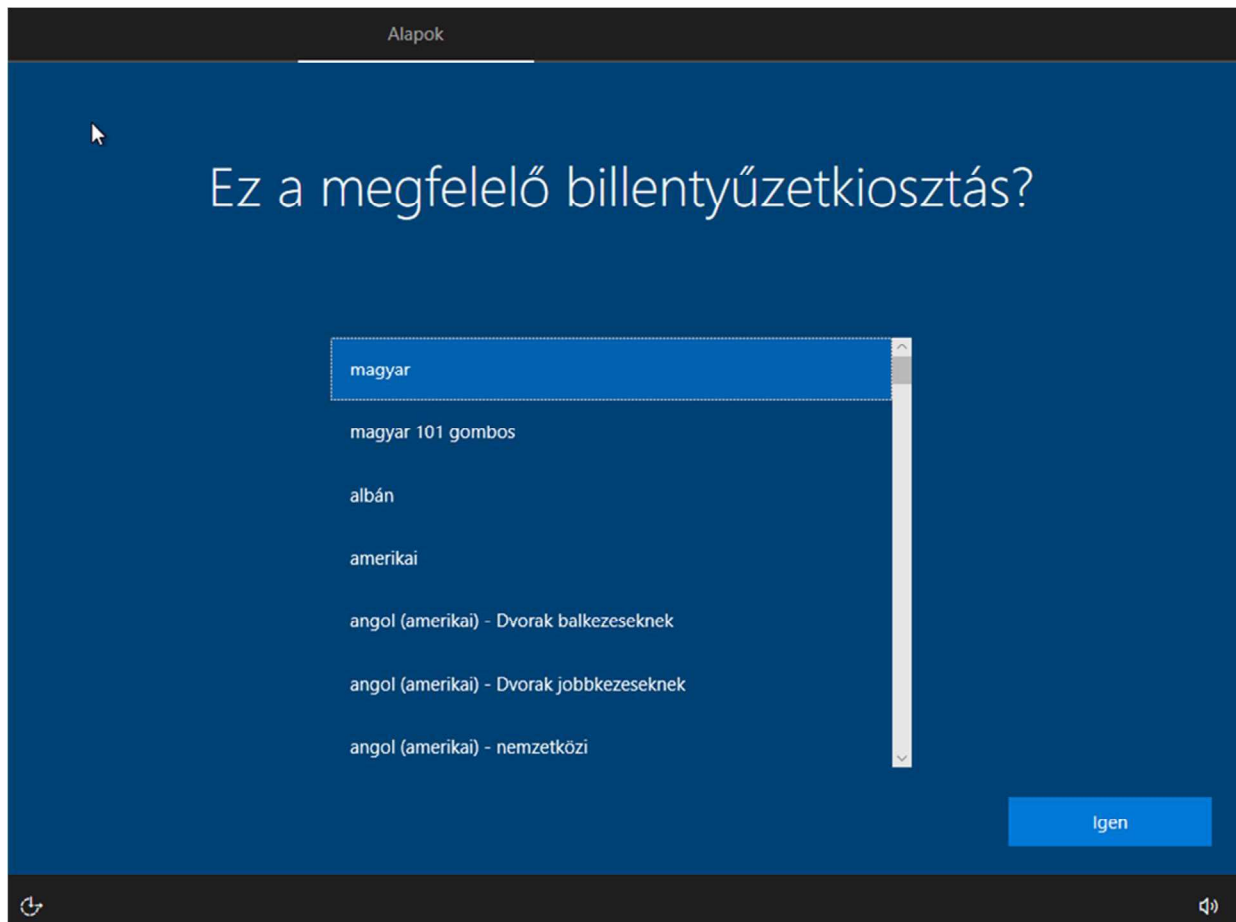 Alapok
Ez a megfelelő billentyűzetkiosztás?
magyar
magyar 101 gombos
albán
amerikai
angol (amerikai) - Dvorak balkezeseknek
angol (amerikai) - Dvorak jobbkezeseknek
angol (amerikai) - nemzetközi
Igen